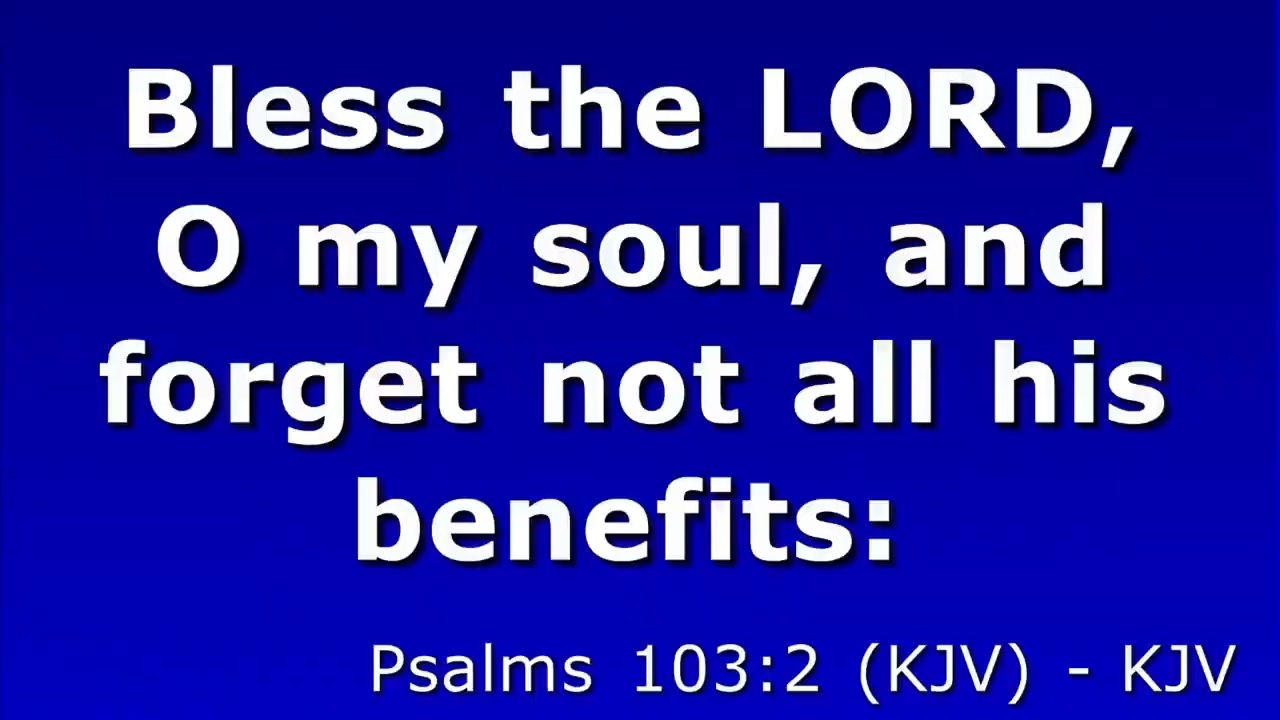 Bless the LORD,
O my soul, and
forget not all his
benefits:
Psalms 103:2 (KJV) - KJV